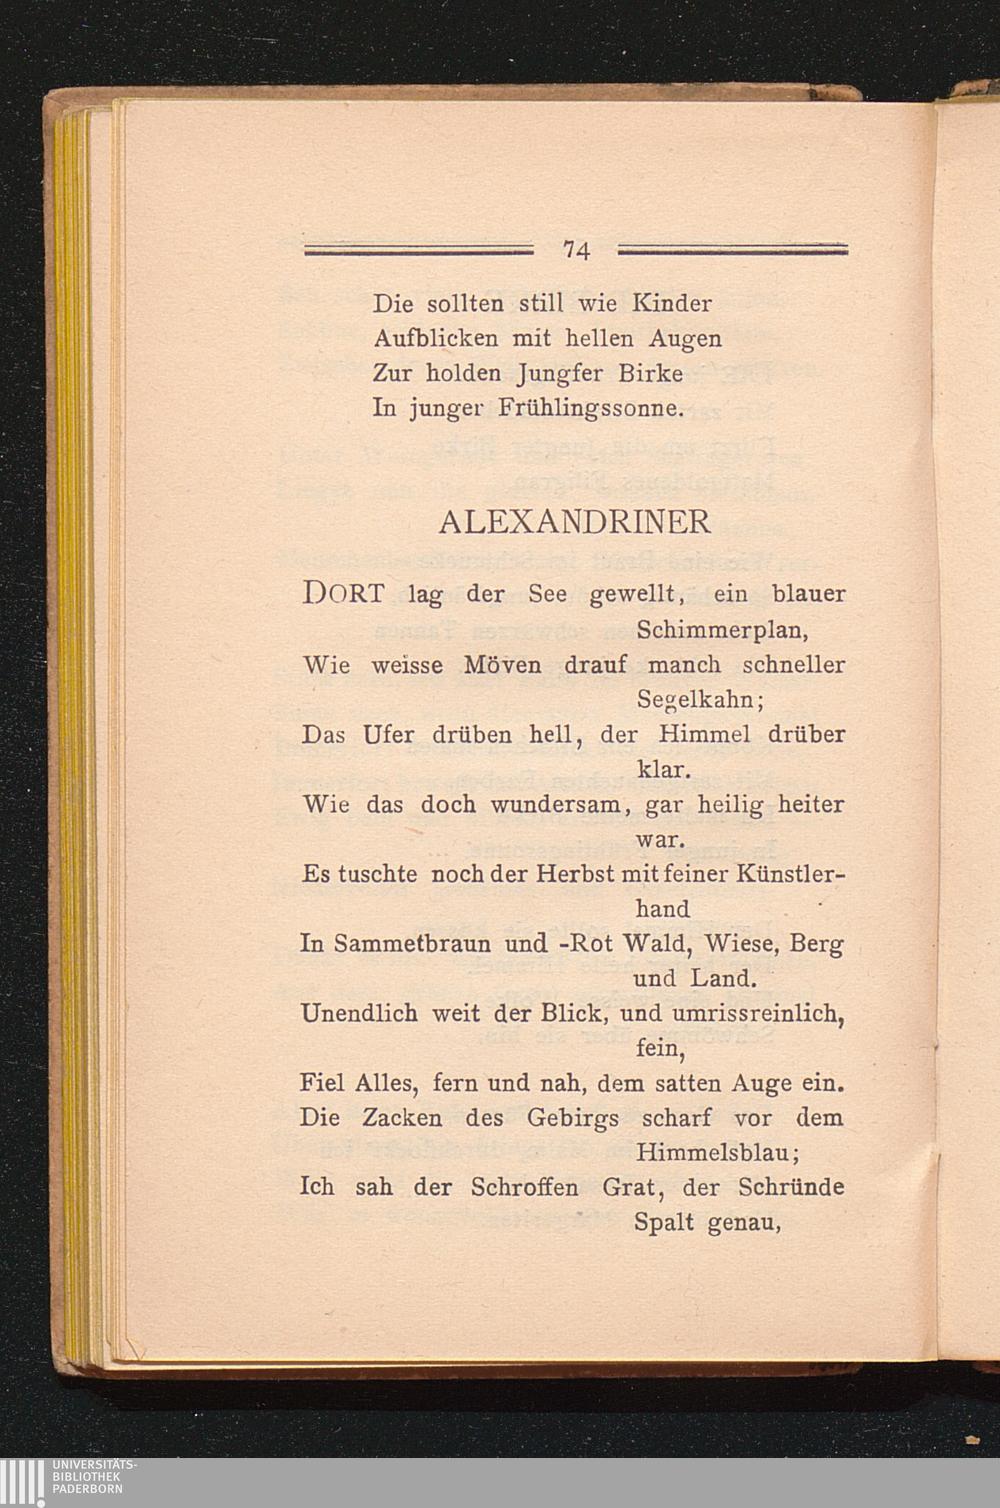 74
Die sollten still wie Kinder
Aufblicken mit hellen Augen
Zur holden Jungfer Birke
In junger Frühlingssonne.
ALEXANDRINER
DORT lag der See gewellt, ein blauer
Schimmerplan,
Wie weisse Möven drauf manch schneller
Segelkahn;
Das Ufer drüben hell, der Himmel drüber
klar.
Wie das doch wundersam, gar heilig heiter
war.
Es tuschte noch der Herbst mit feiner Künstler-
hand
In Sammetbraun und -Rot Wald, Wiese, Berg
und Land.
Unendlich weit der Blick, und umrissreinlich,
fein,
Fiel Alles, fern und nah, dem satten Auge ein.
Die Zacken des Gebirgs scharf vor dem
Himmelsblau;
Ich sah der Schroffen Grat, der Schründe
Spalt genau,
UNIVERSITÄTS-
BIBLIOTHEK
PADERBORN